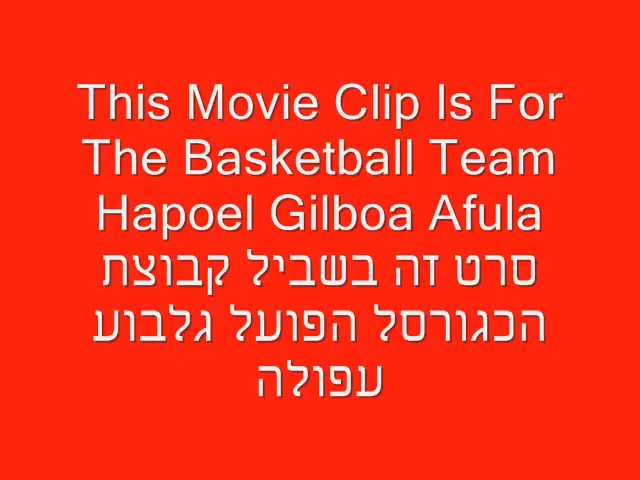 This Movie Clip Is For
The Basketball Team
Hapoel Gilboa Afula
סרט זה בשביל קבוצת
הכגורסל הפועל גלבוע
עפולה